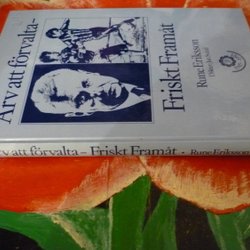 Arv att förvalta-
Friskt Framåt
Rune Eriksson
Arv att förvalta - Friskt Framåt - Rune Eriksson